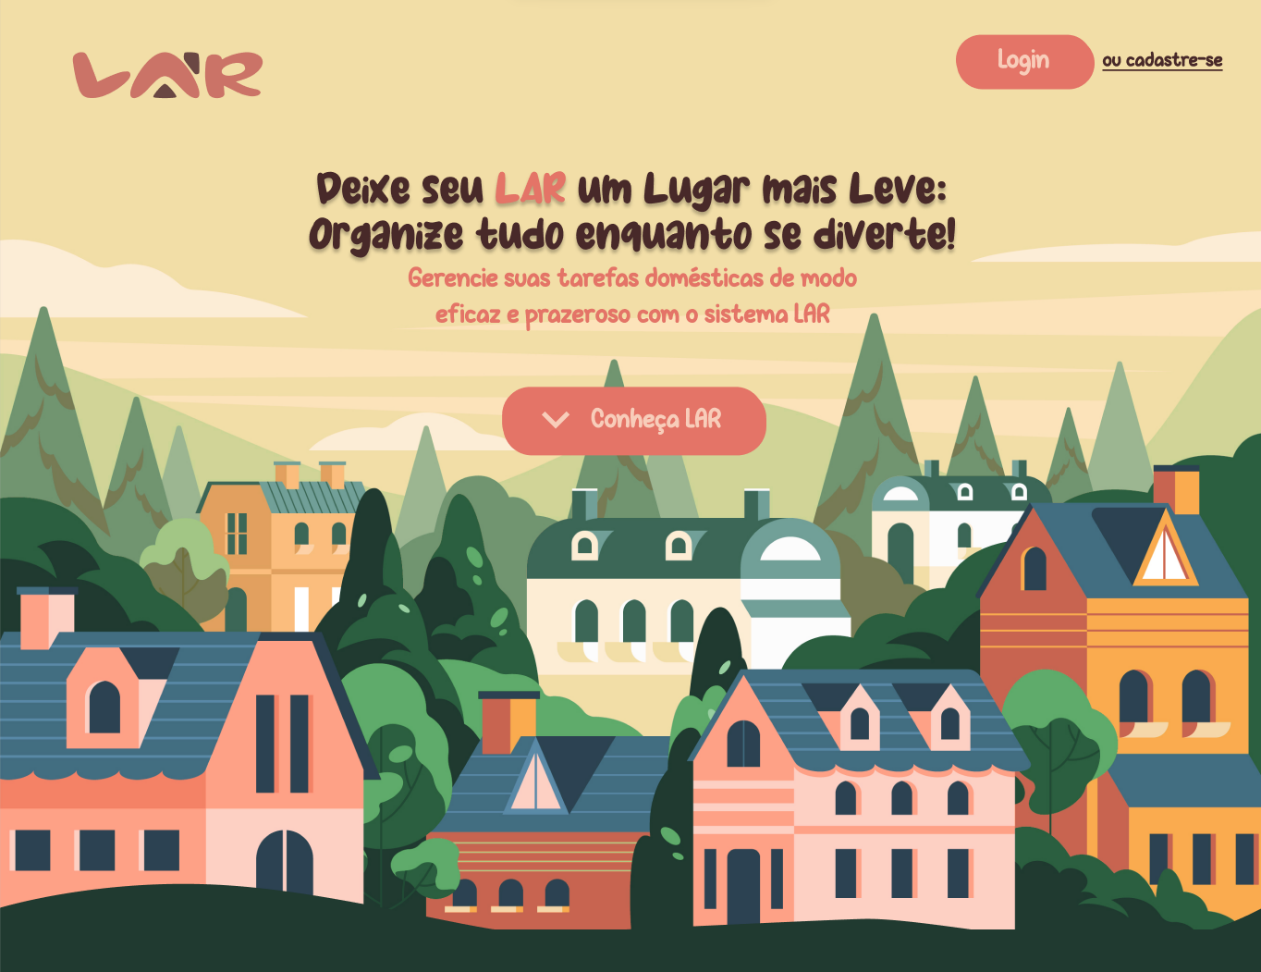 LAR
Login
ou cadastre-se
Deixe seu LAR um Lugar mais Leve:
Organize tudo enquanto se diverte!
Gerencie suas tarefas domésticas de modo
eficaz e prazeroso com o sistema LAR
Conheça LAR